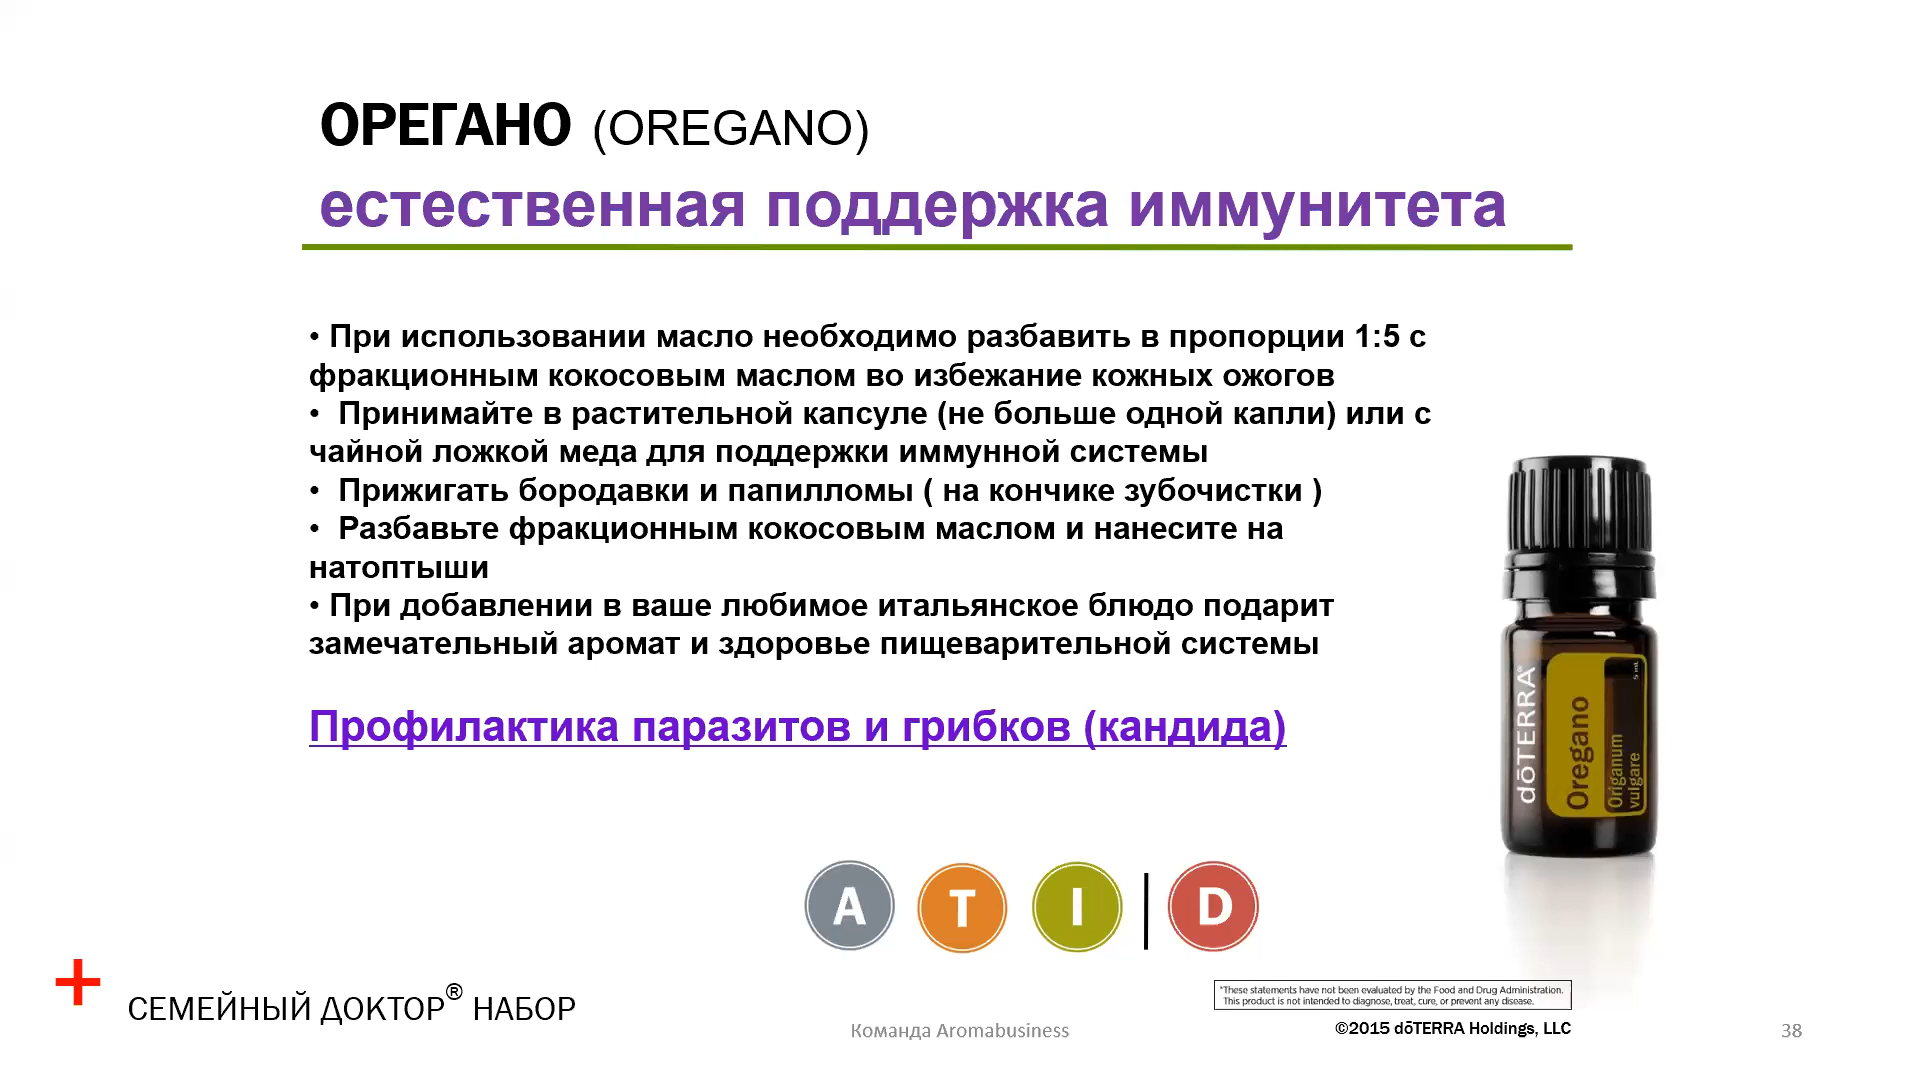 ОРЕГАНО (OREGANO)
естественная поддержка иммунитета
• При использовании масло необходимо разбавить в пропорции 1:5 с
фракционным кокосовым маслом во избежание кожных ожогов
• Принимайте в растительной капсуле (не больше одной капли) или с
чайной ложкой меда для поддержки иммунной системы
• Прижигать бородавки и папилломы ( на кончике зубочистки )
• Разбавьте фракционным кокосовым маслом и нанесите на
натоптыши
• При добавлении в ваше любимое итальянское блюдо подарит
замечательный аромат и здоровье пищеварительной системы
Профилактика паразитов и грибков (кандида)
dōTERRA®
Oregano
Origanum
vulgare
5 mL
A T I | D
+ СЕМЕЙНЫЙ ДОКТОР® НАБОР
*These statements have not been evaluated by the Food and Drug Administration.
This product is not intended to diagnose, treat, cure, or prevent any disease.
Команда Aromabusiness
©2015 dōTERRA Holdings, LLC
38